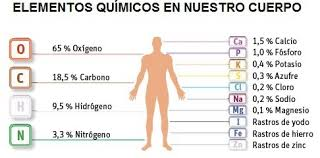 ELEMENTOS QUÍMICOS EN NUESTRO CUERPO
O 65 % Oxígeno
C 18,5% Carbono
H 9,5% Hidrógeno
N 3,3% Nitrógeno
Ca 1,5 % Calcio
P 1,0% Fósforo
K 0,4 % Potasio
S 0,3 % Azufre
Cl 0,2 % Cloro
Na 0,2 % Sodio
Mg 0,1 % Magnesio
I Rastros de yodo
Fe Rastros de hierro
Zn Rastros de zinc